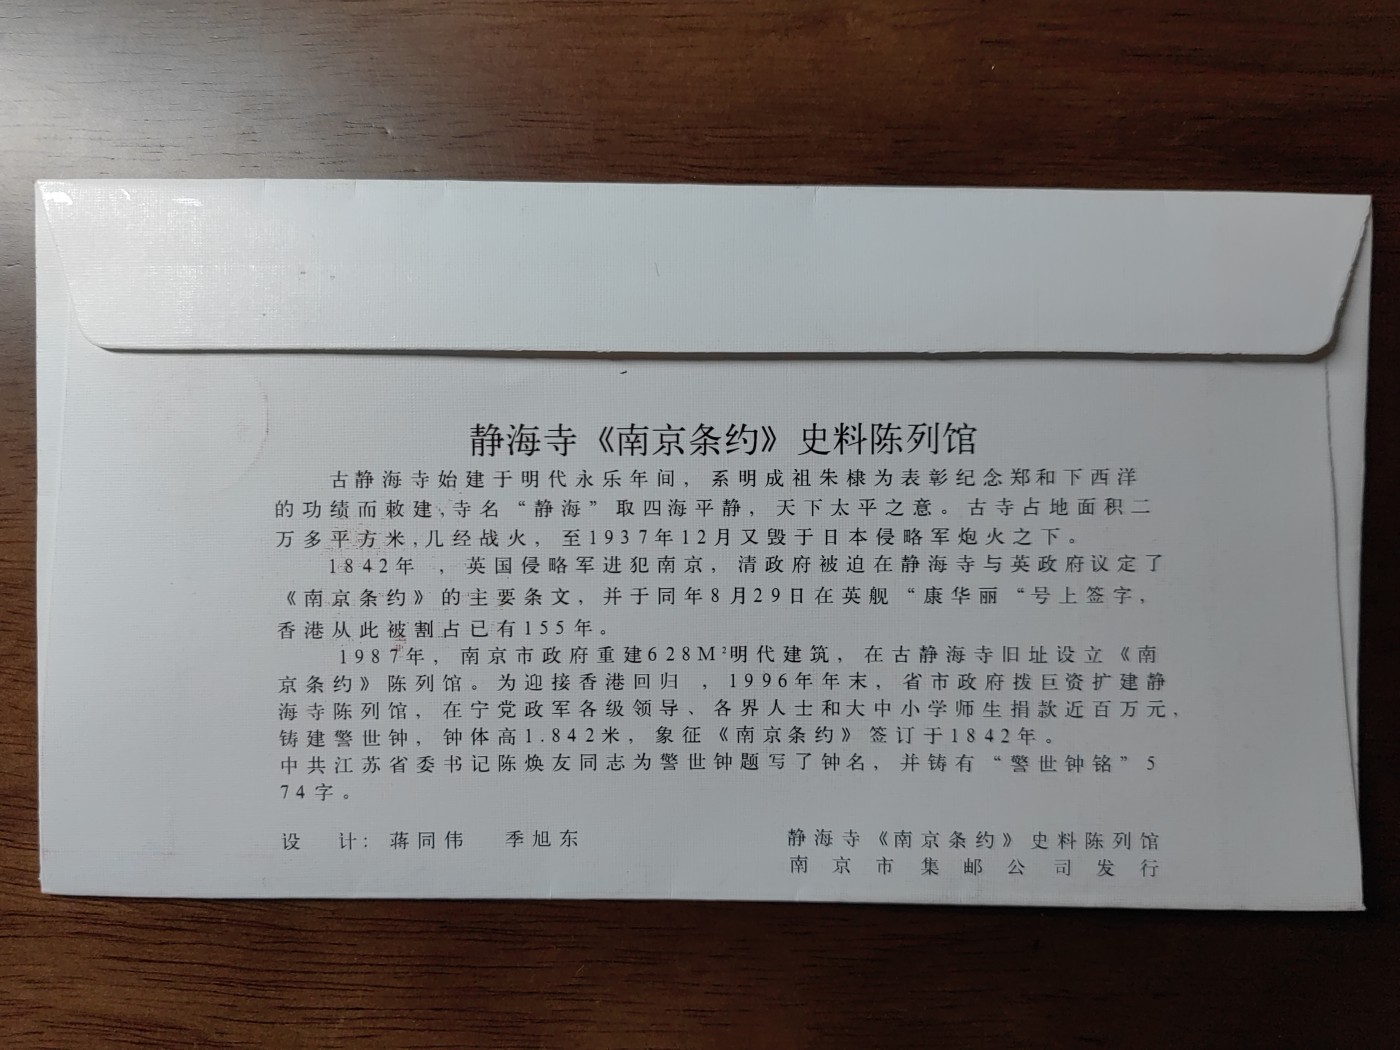 静海寺《南京条约》史料陈列馆
古静海寺始建于明代永乐年间，系明成祖朱棣为表彰纪念郑和下西洋
的功绩而敕建,寺名“静海”取四海平静，天下太平之意。古寺占地面积二
万多平方米,几经战火，至1937年12月又毁于日本侵略军炮火之下。
1842年 ，英国侵略军进犯南京，清政府被迫在静海寺与英政府议定了
《南京条约》的主要条文，并于同年8月29日在英舰“康华丽“号上签字，
香港从此被割占已有155年。
1987年，南京市政府重建628M²明代建筑，在古静海寺旧址设立《南
京条约》陈列馆。为迎接香港回归 ，1996年年末，省市政府拨巨资扩建静
海寺陈列馆，在宁党政军各级领导、各界人士和大中小学师生捐款近百万元，
铸建警世钟，钟体高1.842米，象征《南京条约》签订于1842年。
中共江苏省委书记陈焕友同志为警世钟题写了钟名，并铸有“警世钟铭”5
74字。
设 计：蒋同伟 季旭东
静海寺《南京条约》史料陈列馆
南京市集邮公司发行